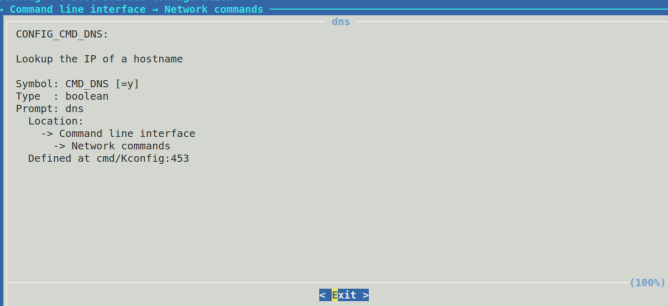 Command line interface → Network commands
dns
CONFIG_CMD_DNS:
Lookup the IP of a hostname
Symbol: CMD_DNS [=y]
Type  : boolean
Prompt: dns
  Location:
    -> Command line interface
      -> Network commands
  Defined at cmd/Kconfig:453
(100%)
< Exit >